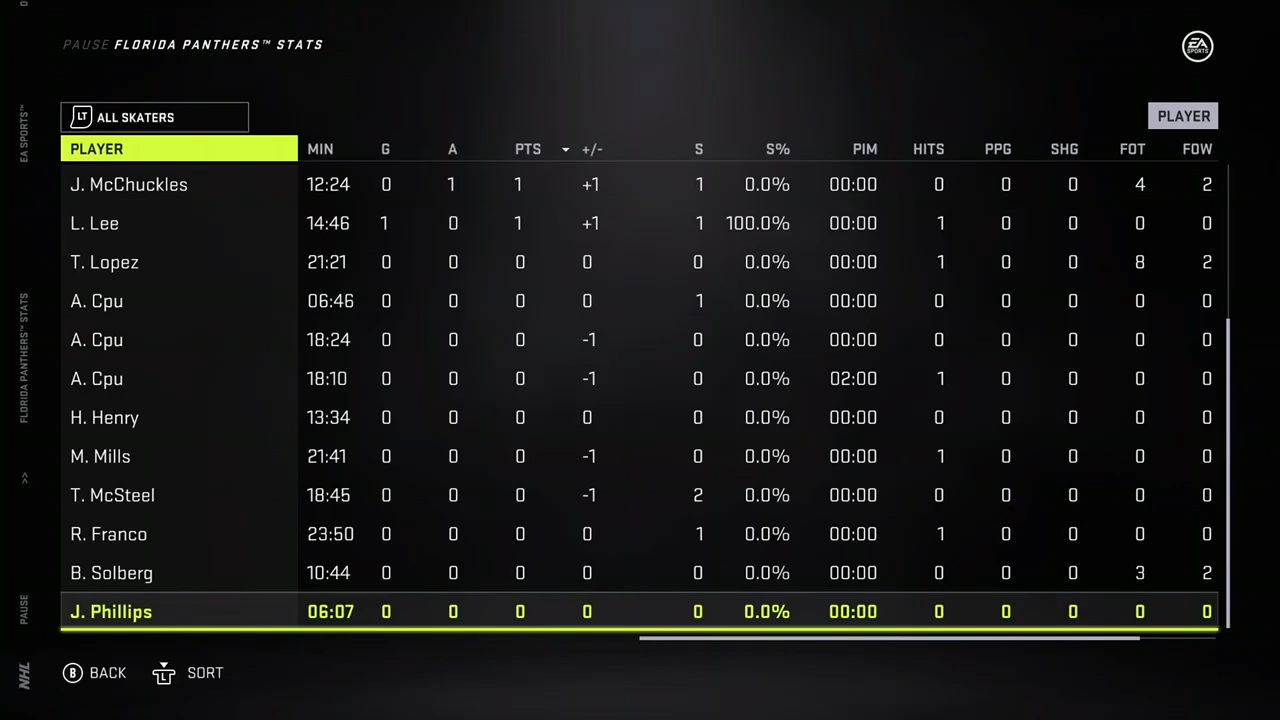 PAUSE FLORIDA PANTHERS™ STATS
EA SPORTS
LT ALL SKATERS
PLAYER
PLAYER MIN G A PTS +/- S S% PIM HITS PPG SHG FOT FOW
J. McChuckles 12:24 0 1 1 +1 1 0.0% 00:00 0 0 0 4 2
L. Lee 14:46 1 0 1 +1 1 100.0% 00:00 1 0 0 0 0
T. Lopez 21:21 0 0 0 0 0 0.0% 00:00 1 0 0 8 2
A. Cpu 06:46 0 0 0 0 1 0.0% 00:00 0 0 0 0 0
A. Cpu 18:24 0 0 0 -1 0 0.0% 00:00 0 0 0 0 0
A. Cpu 18:10 0 0 0 -1 0 0.0% 02:00 1 0 0 0 0
H. Henry 13:34 0 0 0 0 0 0.0% 00:00 0 0 0 0 0
M. Mills 21:41 0 0 0 -1 0 0.0% 00:00 1 0 0 0 0
T. McSteel 18:45 0 0 0 -1 2 0.0% 00:00 0 0 0 0 0
R. Franco 23:50 0 0 0 0 1 0.0% 00:00 1 0 0 0 0
B. Solberg 10:44 0 0 0 0 0 0.0% 00:00 0 0 0 3 2
J. Phillips 06:07 0 0 0 0 0 0.0% 00:00 0 0 0 0 0
B BACK L SORT
NHL
PAUSE
>>
FLORIDA PANTHERS™ STATS
EA SPORTS™